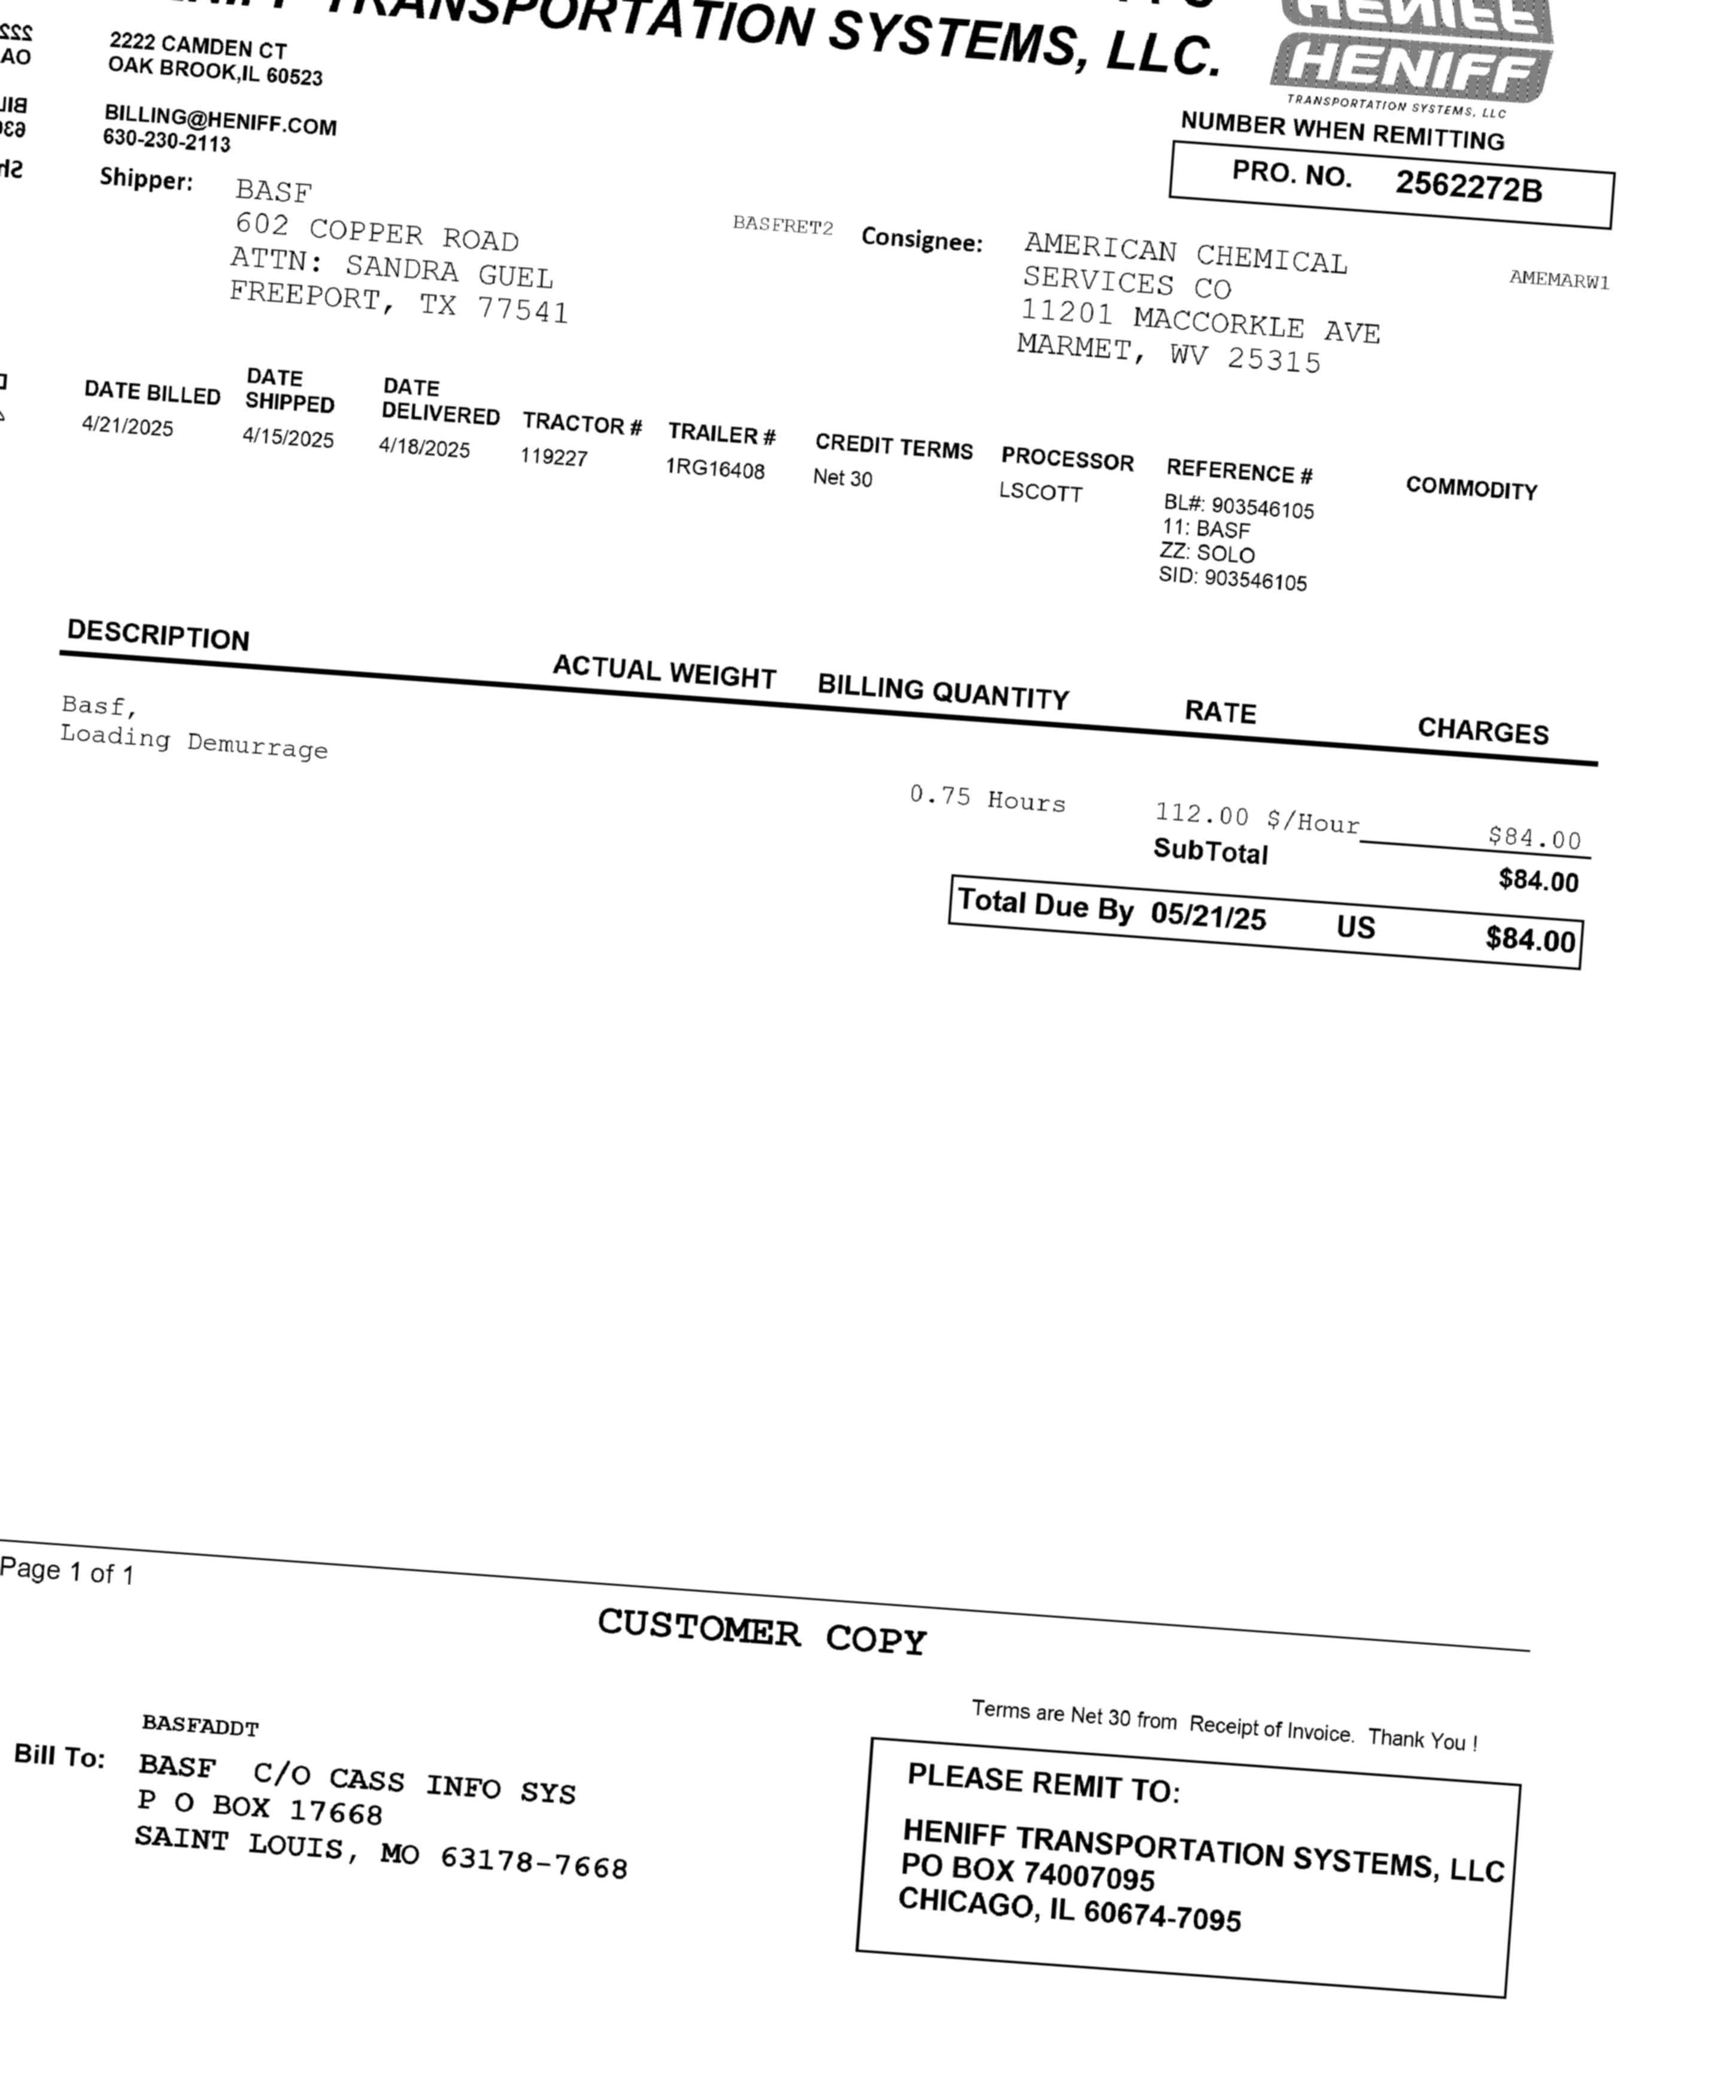 TRANSPORTATION SYSTEMS, LLC.
HENIFF
TRANSPORTATION SYSTEMS, LLC
2222 CAMDEN CT
OAK BROOK,IL 60523
BILLING@HENIFF.COM
630-230-2113
NUMBER WHEN REMITTING
PRO. NO. 2562272B
Shipper: BASF BASFRET2
602 COPPER ROAD
ATTN: SANDRA GUEL
FREEPORT, TX 77541
Consignee: AMERICAN CHEMICAL AMEMARW1
SERVICES CO
11201 MACCORKLE AVE
MARMET, WV 25315
DATE BILLED DATE SHIPPED DATE DELIVERED TRACTOR # TRAILER # CREDIT TERMS PROCESSOR REFERENCE # COMMODITY
4/21/2025 4/15/2025 4/18/2025 119227 1RG16408 Net 30 LSCOTT BL#: 903546105
11: BASF
ZZ: SOLO
SID: 903546105
DESCRIPTION ACTUAL WEIGHT BILLING QUANTITY RATE CHARGES
Basf,
Loading Demurrage 0.75 Hours 112.00 $/Hour $84.00
SubTotal $84.00
Total Due By 05/21/25 US $84.00
Page 1 of 1
CUSTOMER COPY
Terms are Net 30 from Receipt of Invoice. Thank You !
BASFADDT
Bill To: BASF C/O CASS INFO SYS
P O BOX 17668
SAINT LOUIS, MO 63178-7668
PLEASE REMIT TO:
HENIFF TRANSPORTATION SYSTEMS, LLC
PO BOX 74007095
CHICAGO, IL 60674-7095